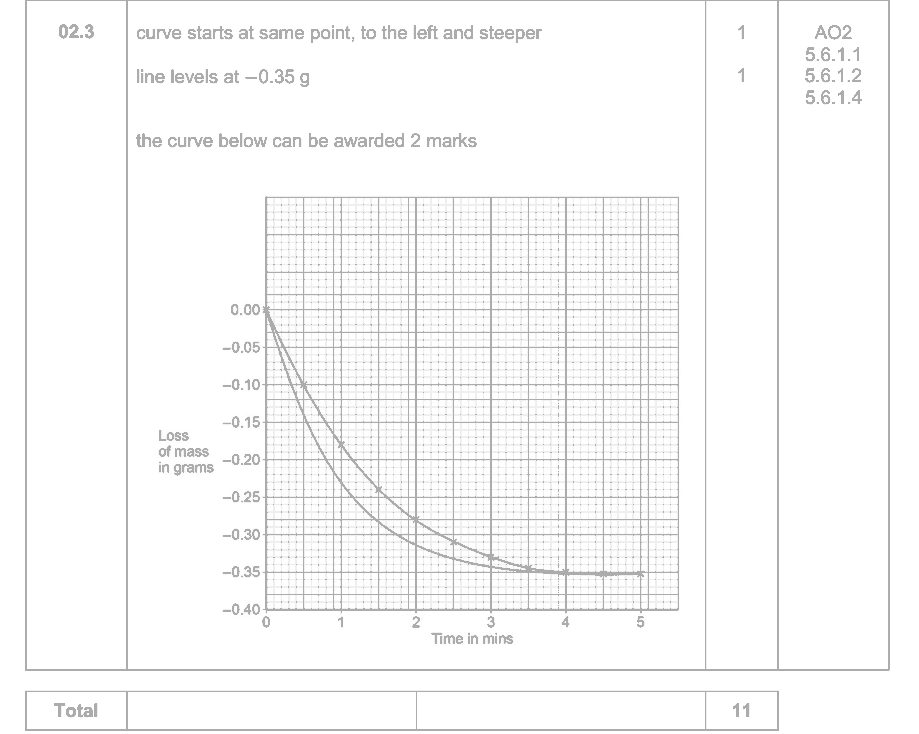 02.3
curve starts at same point, to the left and steeper
1
AO2
5.6.1.1
line levels at −0.35 g
1
5.6.1.2
5.6.1.4
the curve below can be awarded 2 marks
0.00
−0.05
−0.10
−0.15
Loss
of mass
in grams
−0.20
−0.25
−0.30
−0.35
−0.40
0 1 2 3 4 5
Time in mins
Total
11